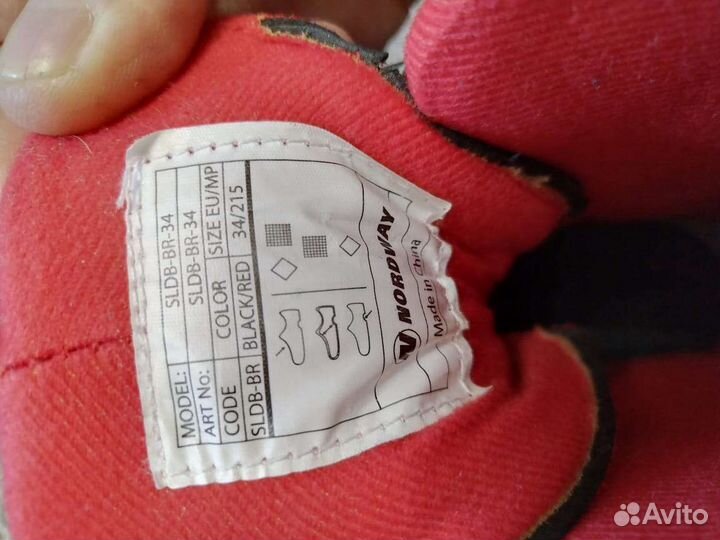 MODEL: SLDB-BR-34
ART No: SLDB-BR-34
CODE COLOR SIZE EU/MP
SLDB-BR BLACK/RED 34/215
NORDWAY
Made in China
Avito